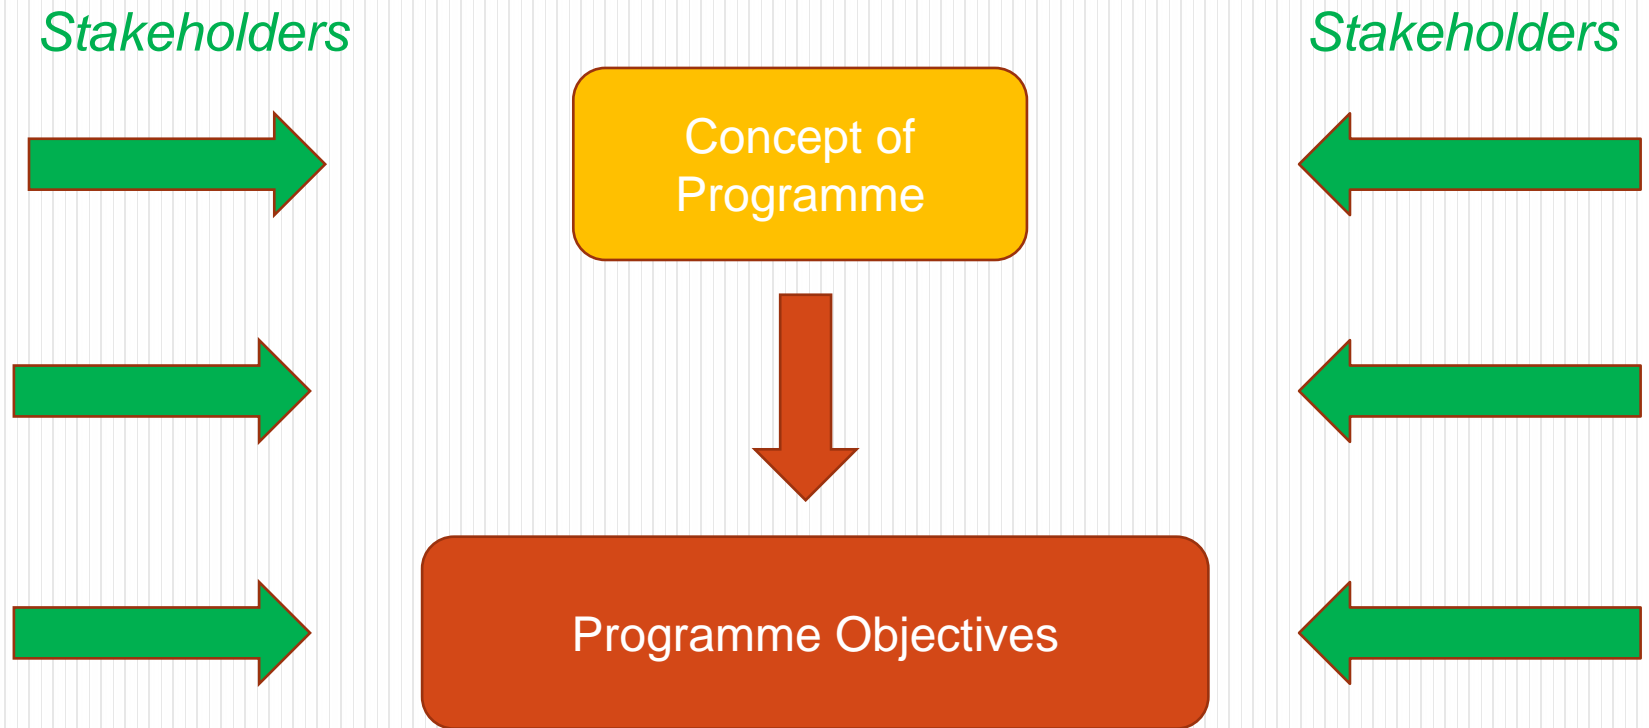 Stakeholders
Stakeholders
Concept of
Programme
Programme Objectives